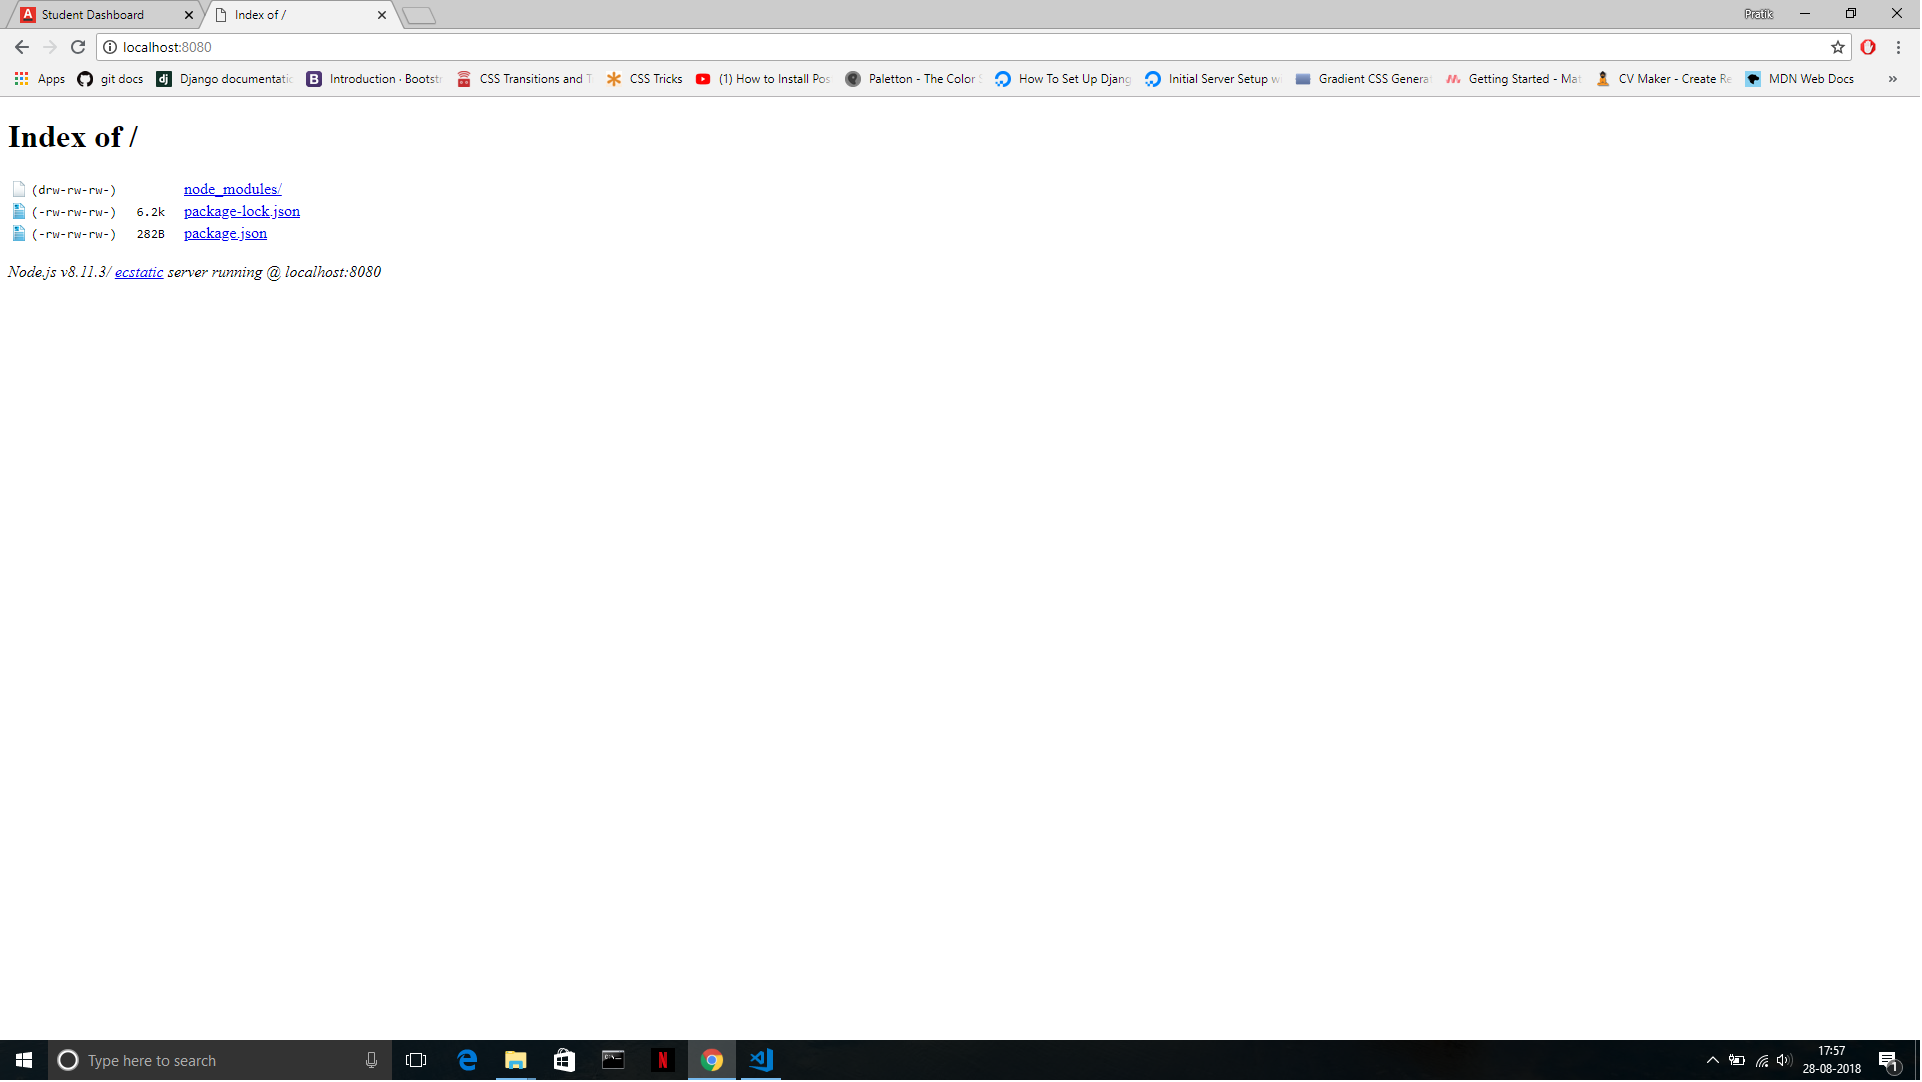 Student Dashboard
Index of /
Pratik
localhost:8080
Apps git docs Django documentatic Introduction · Bootst CSS Transitions and T CSS Tricks (1) How to Install Pos Paletton - The Color How To Set Up Djang Initial Server Setup w Gradient CSS Genera Getting Started - Mat CV Maker - Create Re MDN Web Docs »
Index of /
(drw-rw-rw-) node_modules/
(-rw-rw-rw-) 6.2k package-lock.json
(-rw-rw-rw-) 282B package.json
Node.js v8.11.3/ ecstatic server running @ localhost:8080
Type here to search
17:57
28-08-2018
1